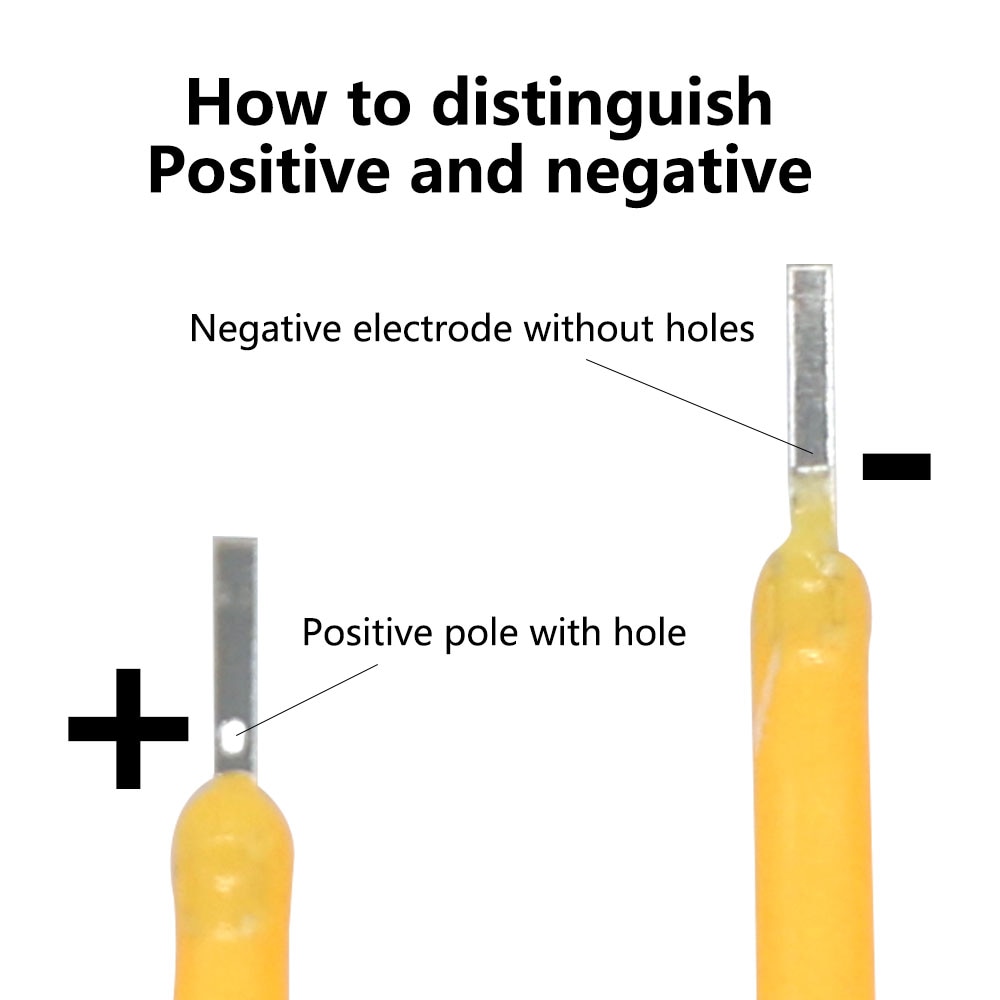 How to distinguish
Positive and negative
Negative electrode without holes
-
Positive pole with hole
+